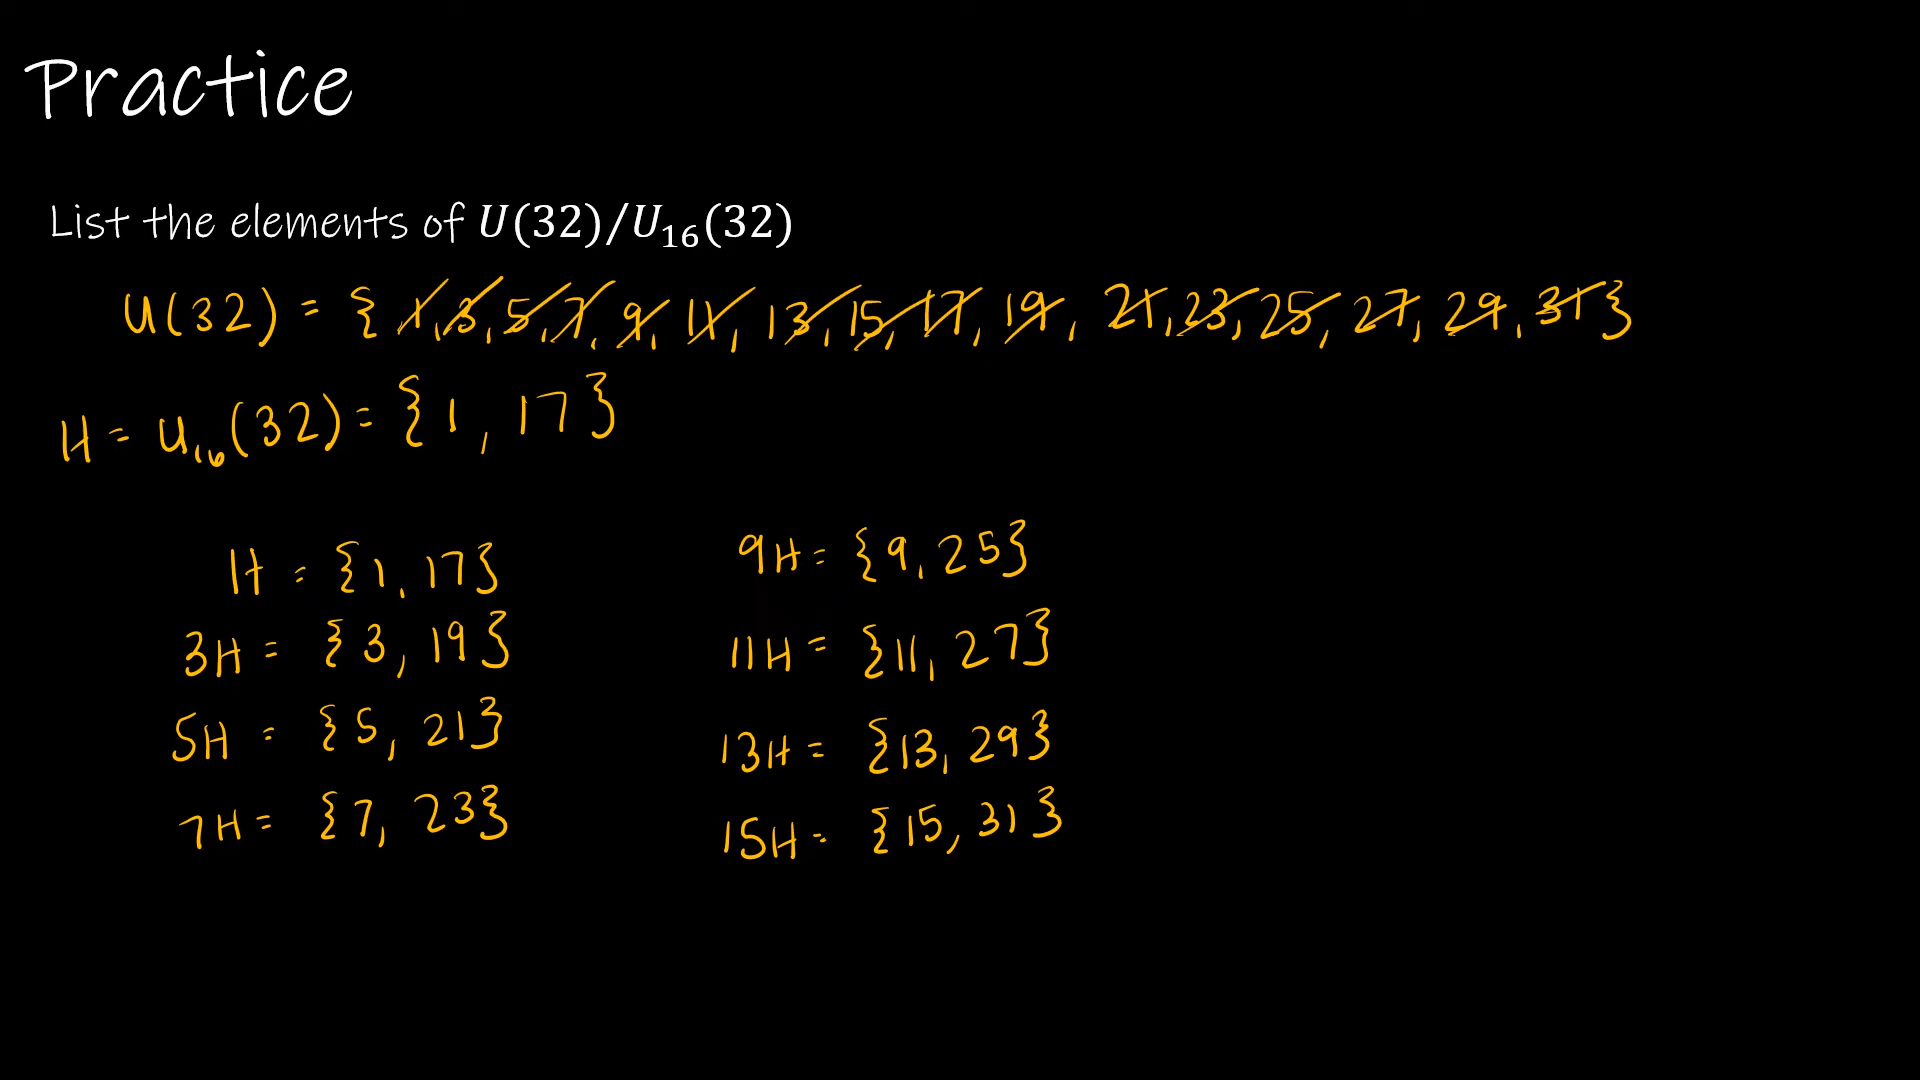 Practice
List the elements of U(32)/U₁₆(32)
U(32) = { 1, 3, 5, 7, 9, 11, 13, 15, 17, 19, 21, 23, 25, 27, 29, 31 }
H = U₁₆(32) = {1, 17}
H = {1, 17}
3H = {3, 19}
5H = {5, 21}
7H = {7, 23}
9H = {9, 25}
11H = {11, 27}
13H = {13, 29}
15H = {15, 31}